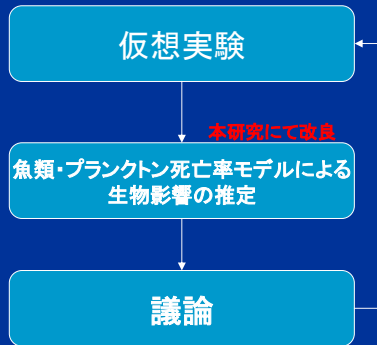 仮想実験
本研究にて改良
魚類・プランクトン死亡率モデルによる
生物影響の推定
議論